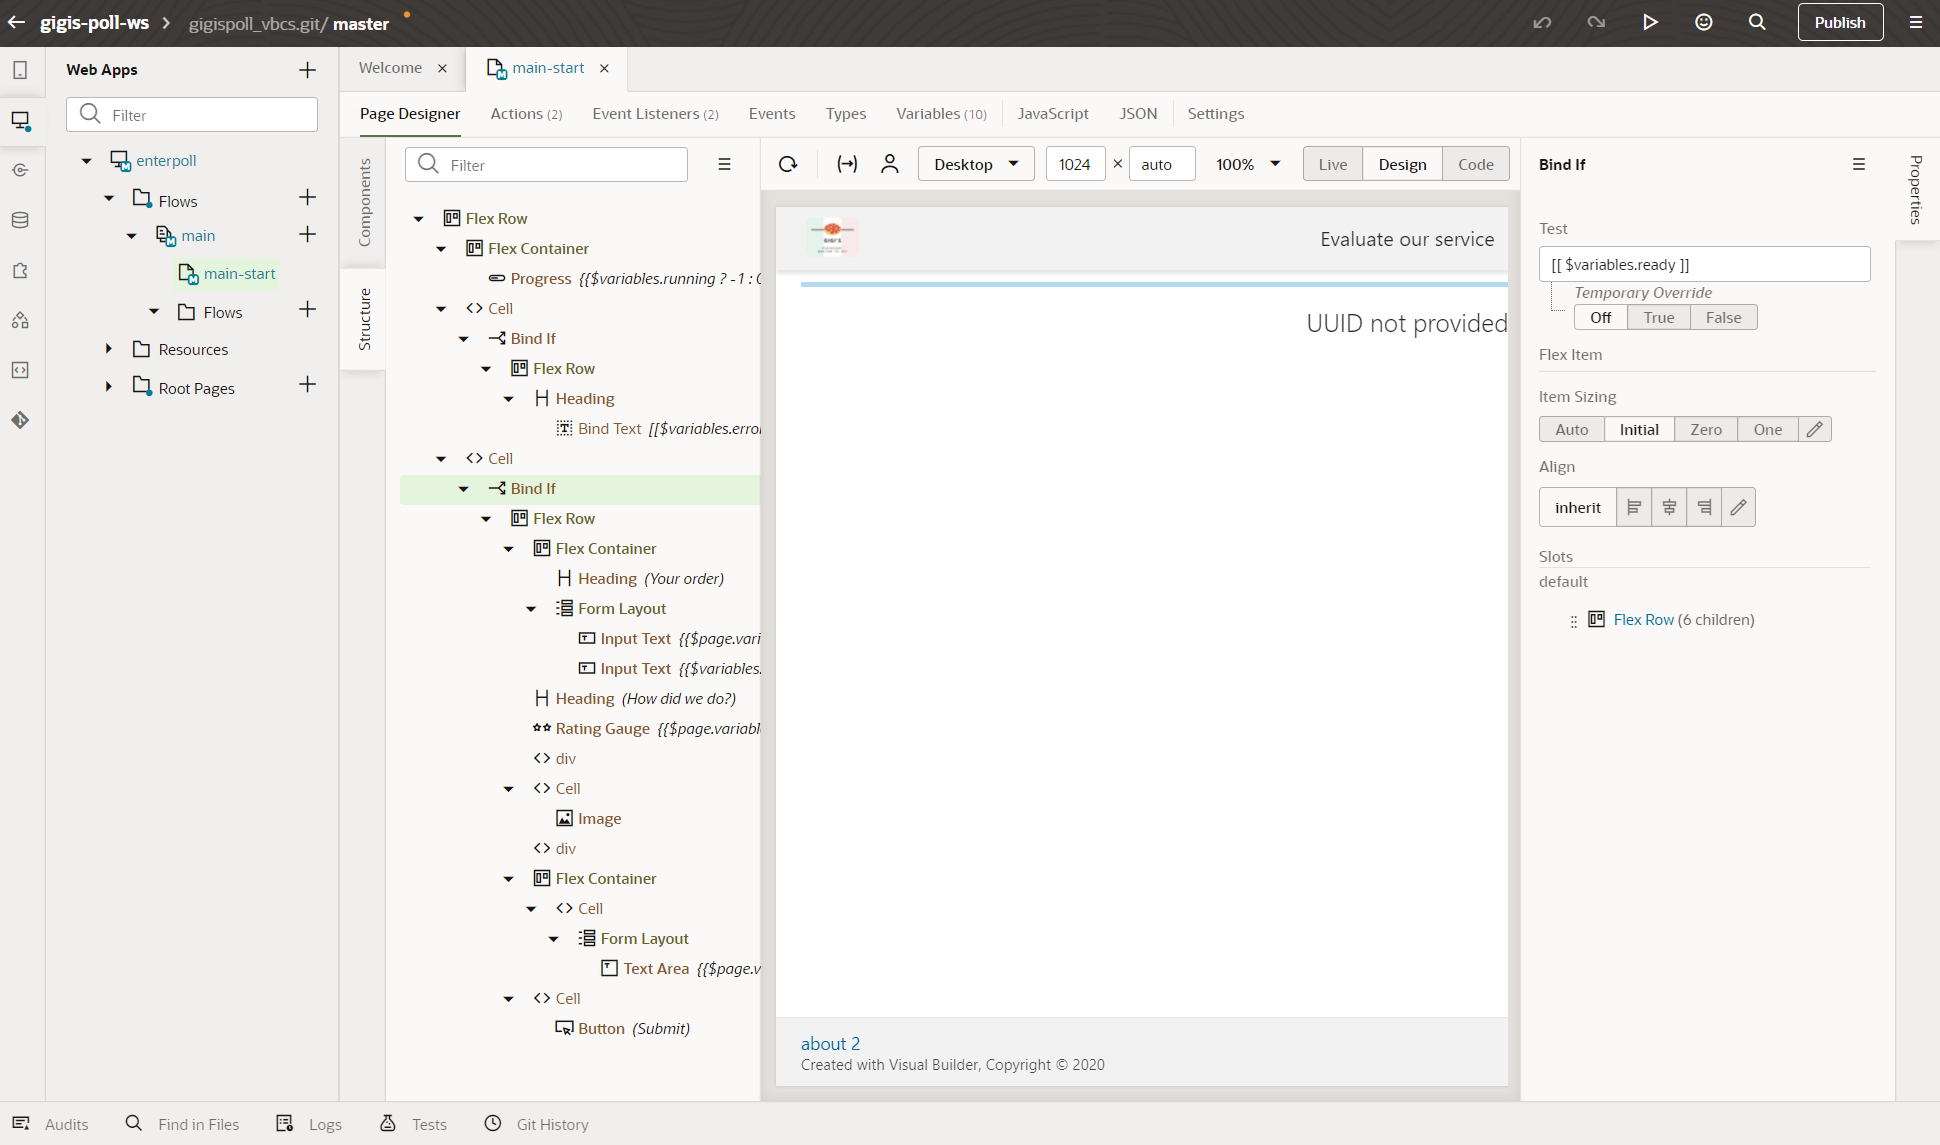 gigis-poll-ws
gigispoll_vbcs.git/ master
Publish
Web Apps
Filter
enterpoll
Flows
main
main-start
Flows
Resources
Root Pages
Welcome
main-start
Page Designer
Actions (2)
Event Listeners (2)
Events
Types
Variables (10)
JavaScript
JSON
Settings
Components
Structure
Filter
Flex Row
Flex Container
Progress {{$variables.running ? -1 : 0
Cell
Bind If
Flex Row
Heading
Bind Text [[$variables.erro
Cell
Bind If
Flex Row
Flex Container
Heading (Your order)
Form Layout
Input Text {{$page.vari
Input Text {{$variables.
Heading (How did we do?)
Rating Gauge {{$page.variabl
div
Cell
Image
div
Flex Container
Cell
Form Layout
Text Area {{$page.v
Cell
Button (Submit)
Desktop
1024 × auto
100%
Live Design Code
GIGI'S
Evaluate our service
UUID not provided
about 2
Created with Visual Builder, Copyright © 2020
Bind If
Test
[[ $variables.ready ]]
Temporary Override
Off True False
Flex Item
Item Sizing
Auto Initial Zero One
Align
inherit
Slots
default
Flex Row (6 children)
Properties
Audits
Find in Files
Logs
Tests
Git History